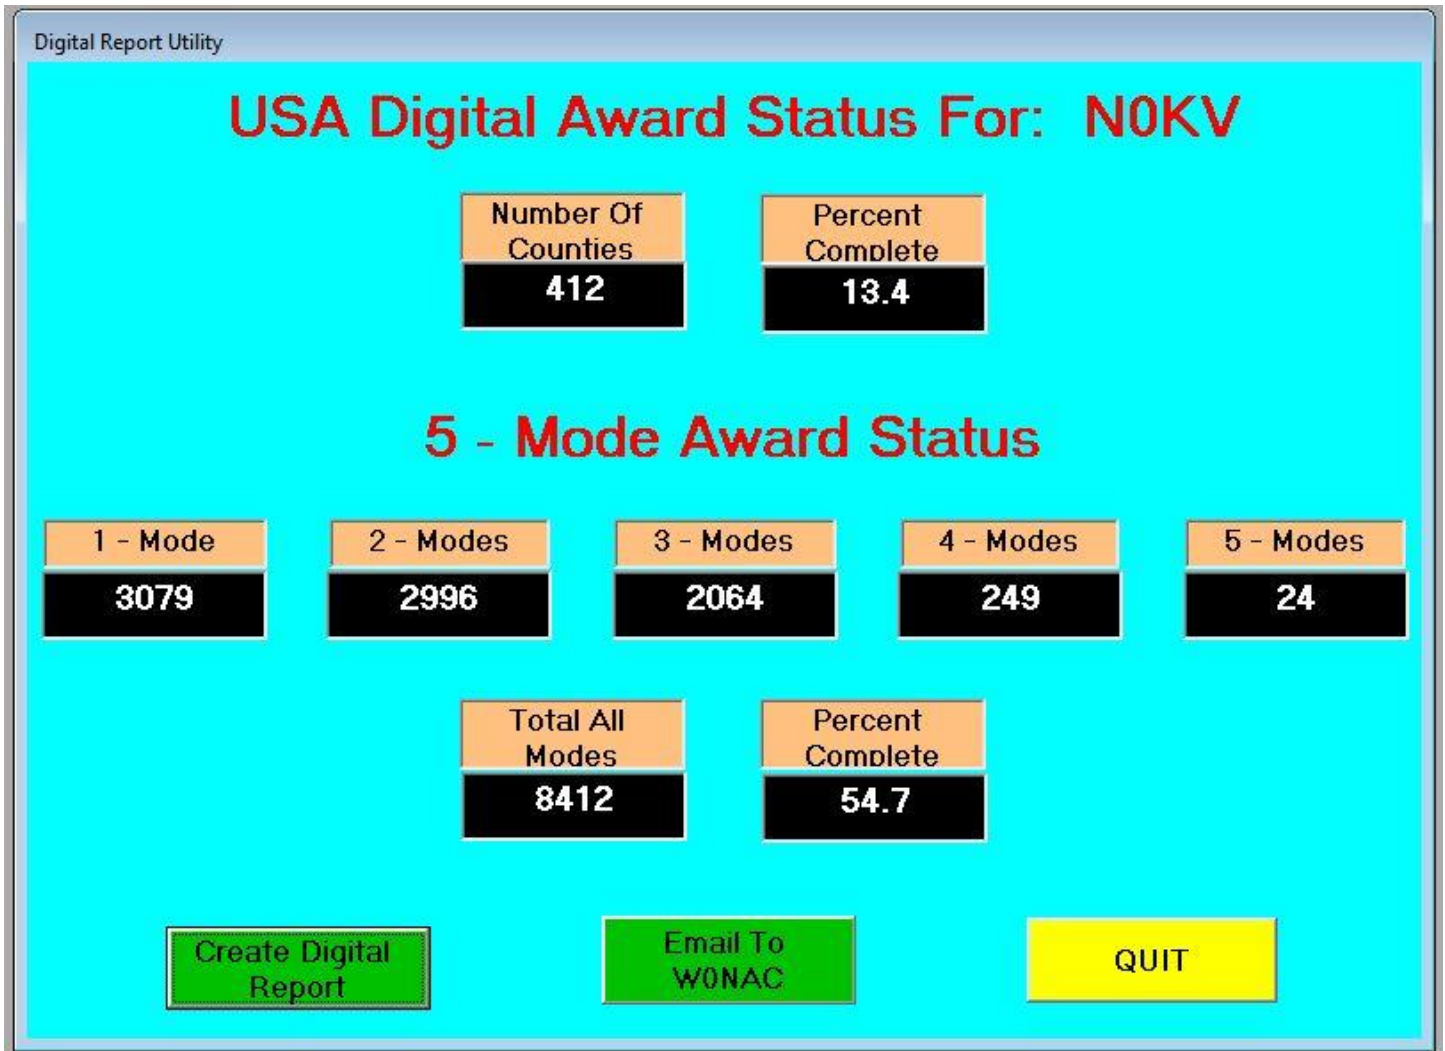 Digital Report Utility
USA Digital Award Status For: N0KV
Number Of
Counties
412
Percent
Complete
13.4
5 - Mode Award Status
1 - Mode
3079
2 - Modes
2996
3 - Modes
2064
4 - Modes
249
5 - Modes
24
Total All
Modes
8412
Percent
Complete
54.7
Create Digital
Report
Email To
W0NAC
QUIT